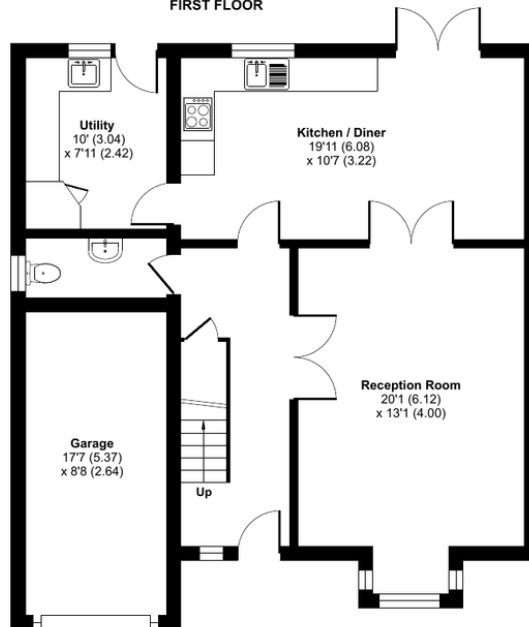 FIRST FLOOR
Utility
10' (3.04)
x 7'11 (2.42)
Kitchen / Diner
19'11 (6.08)
x 10'7 (3.22)
Reception Room
20'1 (6.12)
x 13'1 (4.00)
Garage
17'7 (5.37)
x 8'8 (2.64)
Up